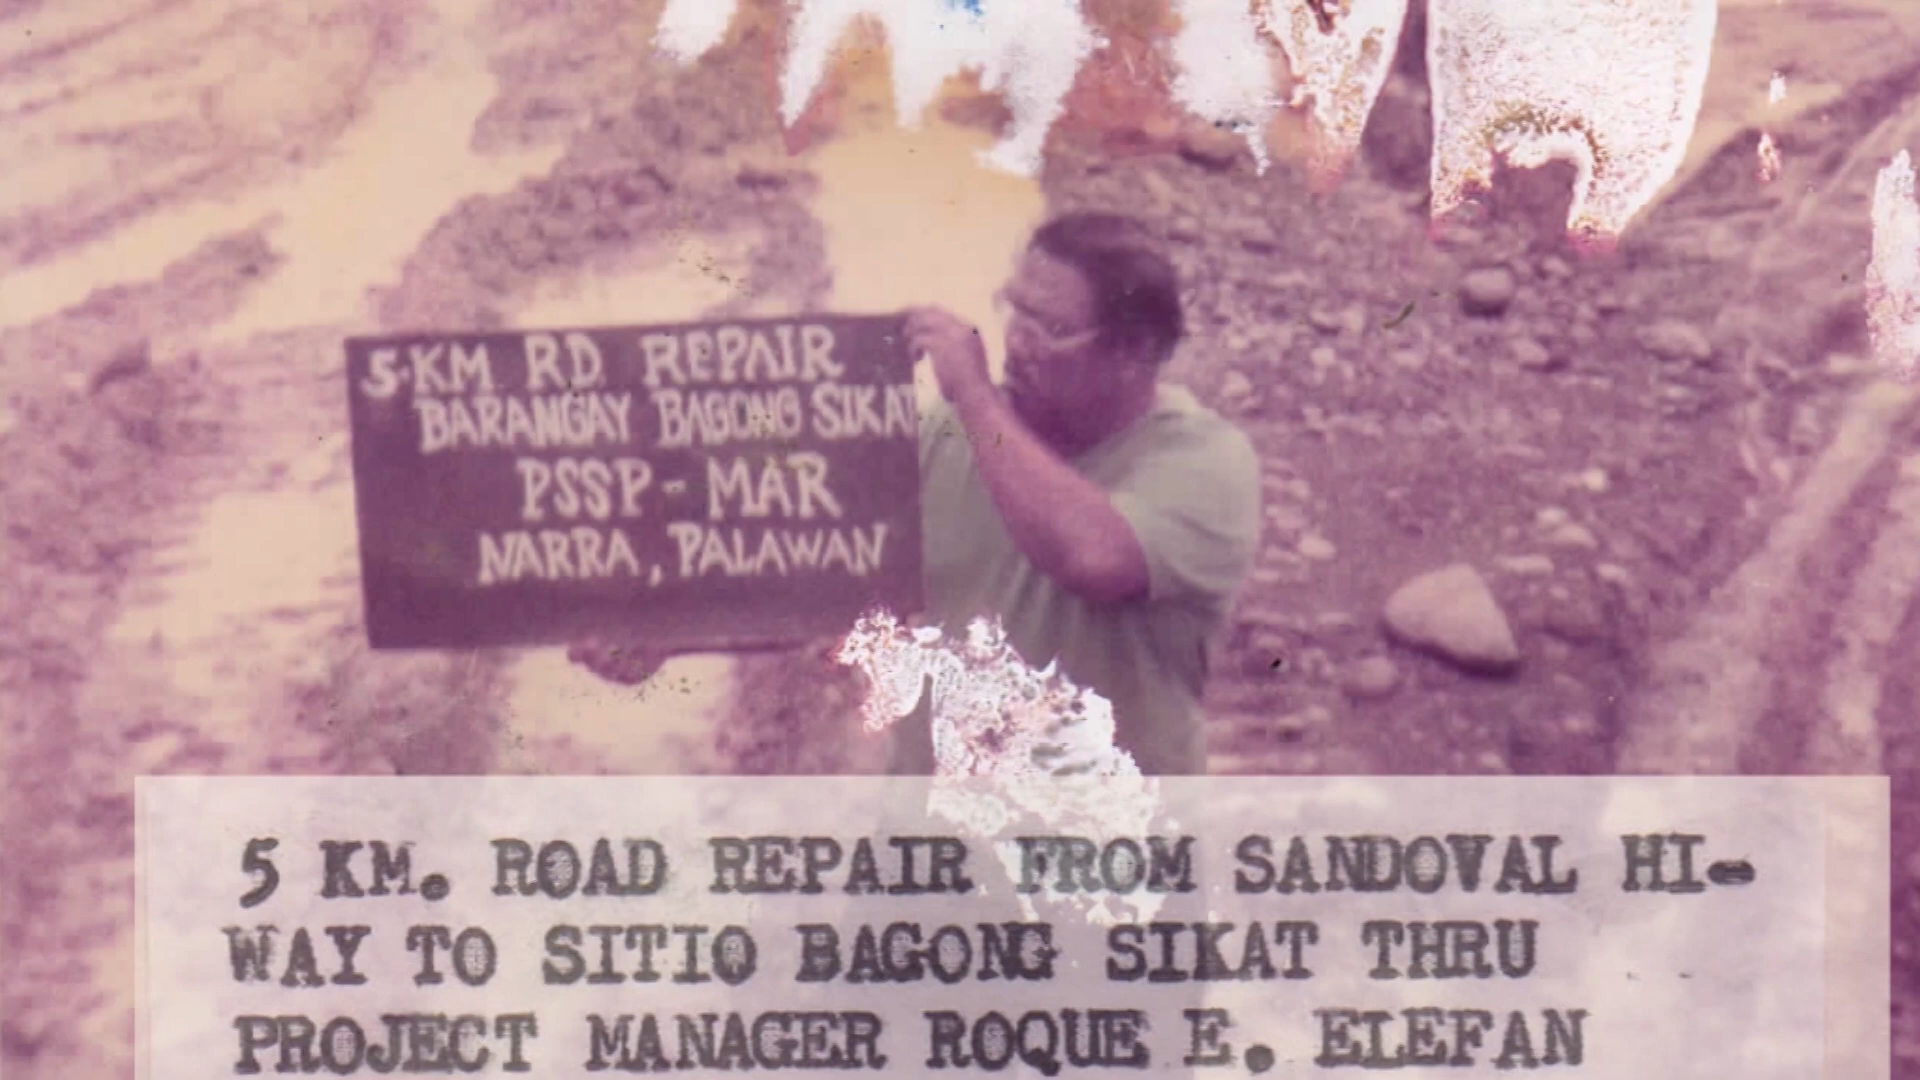 5-KM RD REPAIR
BARANGAY BAGONG SIKAT
PSSP-MAR
NARRA, PALAWAN
5 KM. ROAD REPAIR FROM SANDOVAL HI-
WAY TO SITIO BAGONG SIKAT THRU
PROJECT MANAGER ROQUE E. ELEFAN